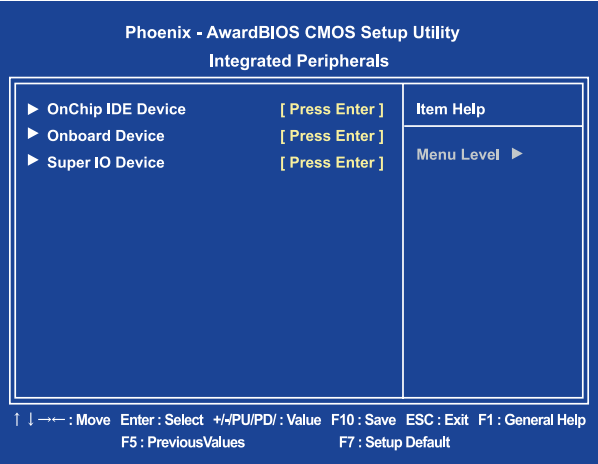 Phoenix - AwardBIOS CMOS Setup Utility
Integrated Peripherals
► OnChip IDE Device [ Press Enter ]
► Onboard Device [ Press Enter ]
► Super IO Device [ Press Enter ]
Item Help
Menu Level ►
↑ ↓ → ← : Move Enter : Select +/-/PU/PD/ : Value F10 : Save ESC : Exit F1 : General Help
F5 : PreviousValues F7 : Setup Default